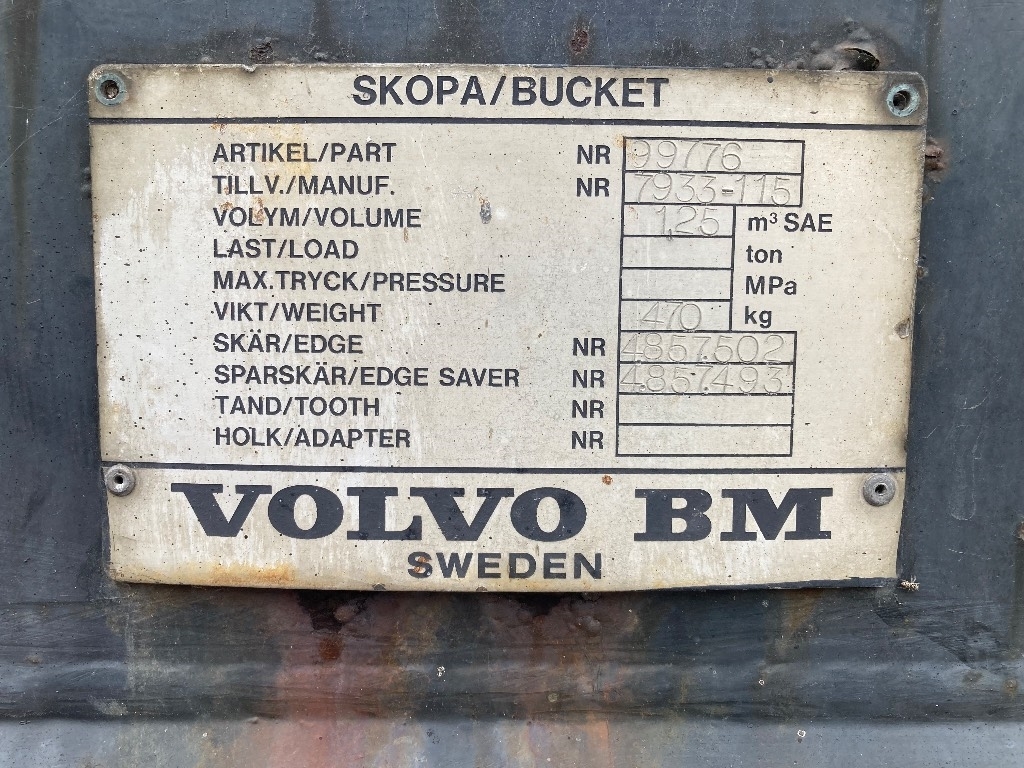 SKOPA/BUCKET
ARTIKEL/PART NR 99776
TILLV./MANUF. NR 7933-115
VOLYM/VOLUME 1,25 m³ SAE
LAST/LOAD ton
MAX.TRYCK/PRESSURE MPa
VIKT/WEIGHT 470 kg
SKÄR/EDGE NR 4857502
SPARSKÄR/EDGE SAVER NR 4857493
TAND/TOOTH NR
HOLK/ADAPTER NR
VOLVO BM
SWEDEN